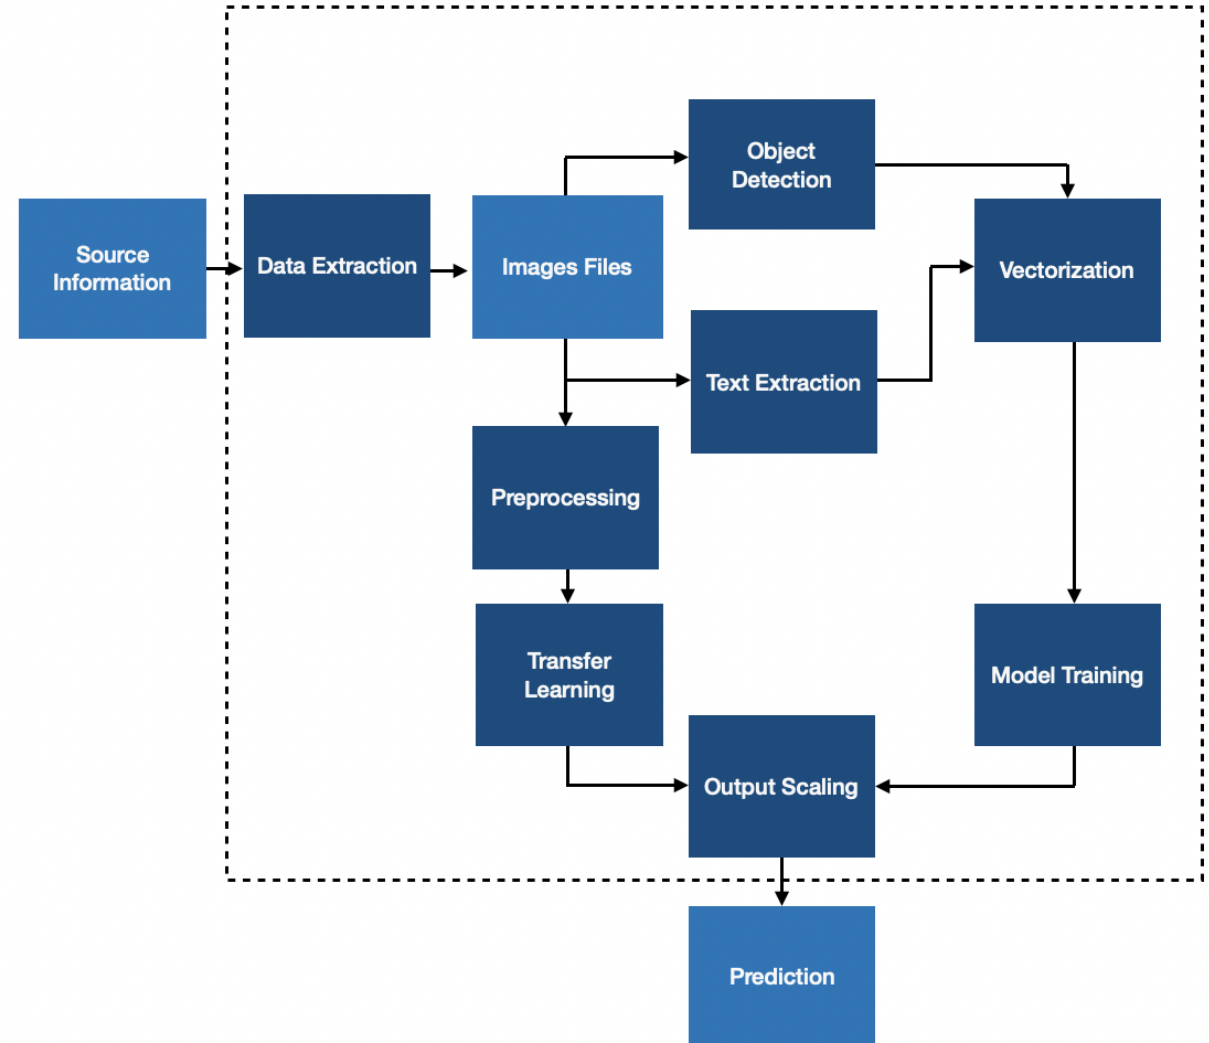 Object
Detection
Source
Information
Data Extraction
Images Files
Vectorization
Text Extraction
Preprocessing
Transfer
Learning
Model Training
Output Scaling
Prediction